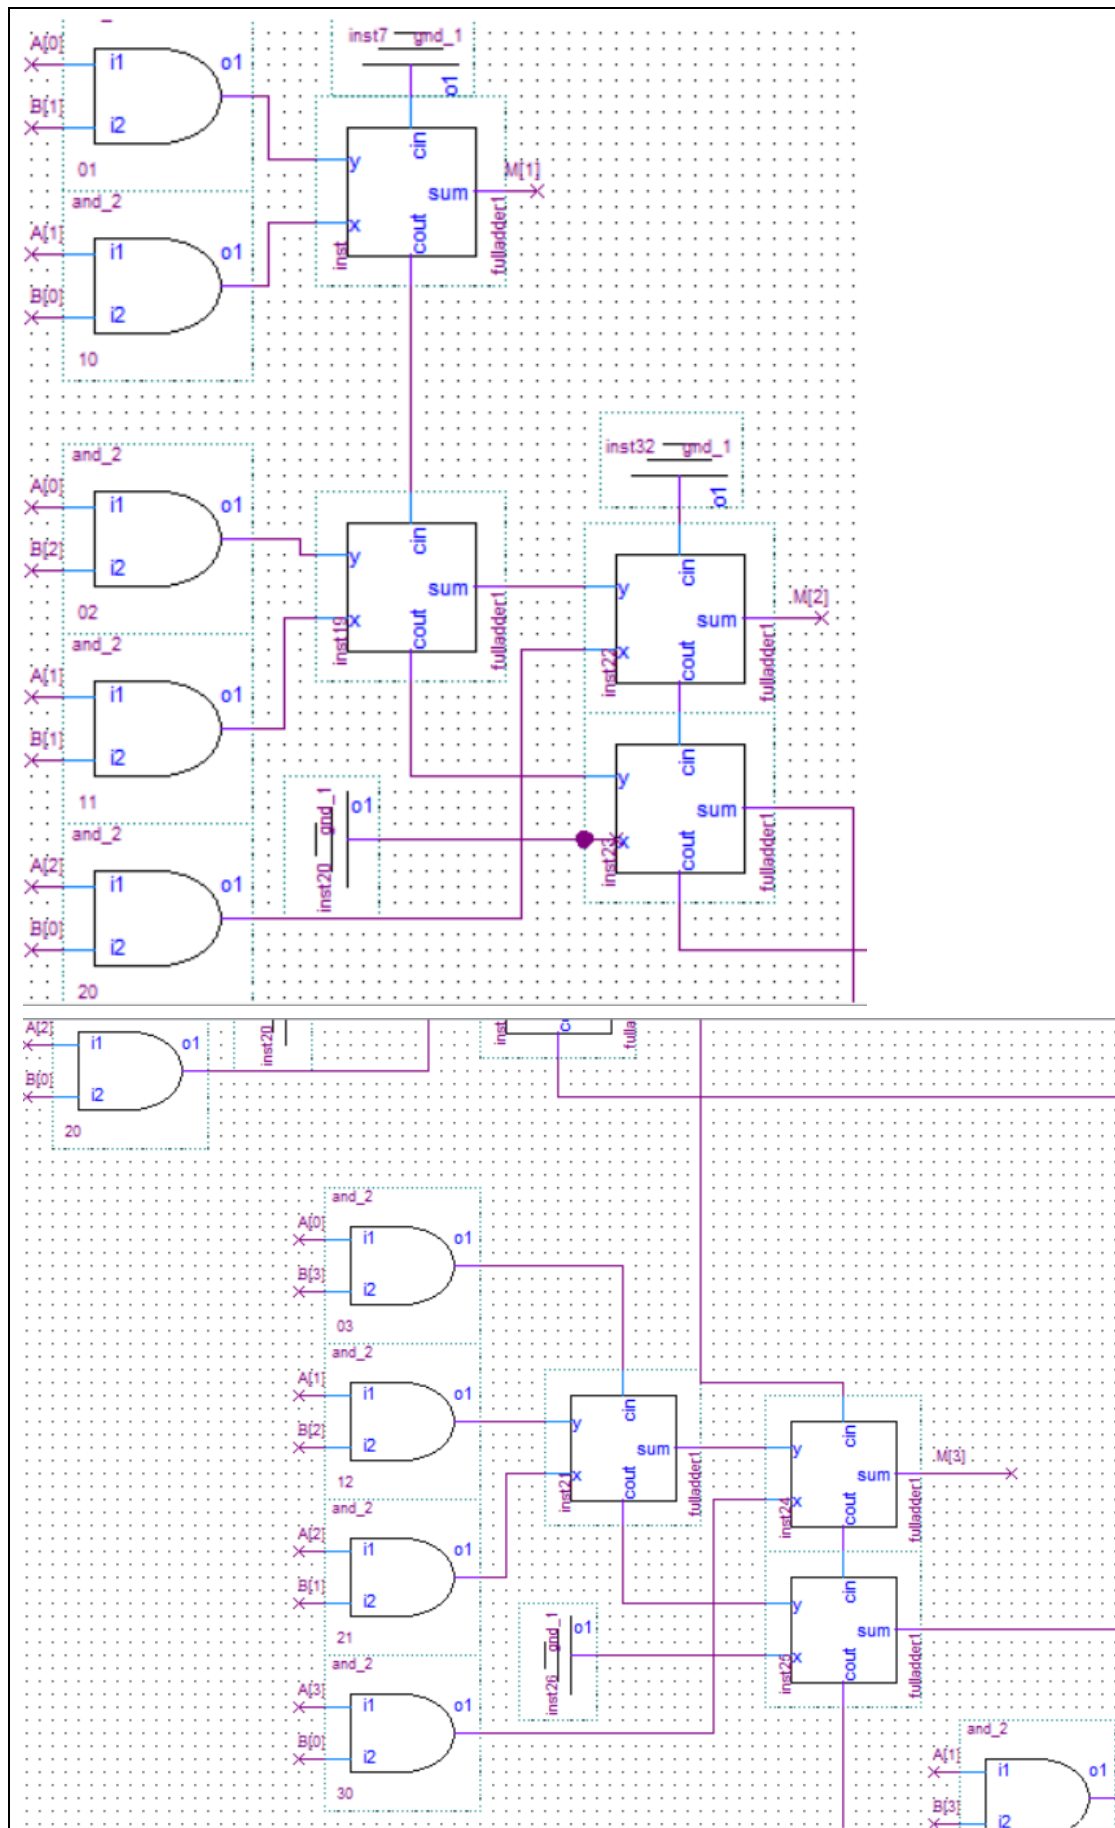 A[0] i1 o1
B[1] i2
01
inst7 gnd_1
o1
cin
y
sum M[1]
x cout
inst fulladder1
and_2
A[1] i1 o1
B[0] i2
10
and_2
A[0] i1 o1
B[2] i2
02
cin
y
sum
x cout
inst19 fulladder1
inst32 gnd_1
o1
cin
y
sum M[2]
x cout
inst22 fulladder1
and_2
A[1] i1 o1
B[1] i2
11
cin
y
sum
x cout
inst23 fulladder1
gnd_1 o1
inst20
and_2
A[2] i1 o1
B[0] i2
20
A[2] i1 o1
B[0] i2
20
inst20
inst
and_2
A[0] i1 o1
B[3] i2
03
and_2
A[1] i1 o1
B[2] i2
12
cin
y
sum
x cout
inst21 fulladder1
cin
y
sum M[3]
x cout
inst24 fulladder1
and_2
A[2] i1 o1
B[1] i2
21
cin
y
sum
x cout
inst25 fulladder1
gnd_1 o1
inst26
and_2
A[3] i1 o1
B[0] i2
30
and_2
A[1] i1 o1
B[3] i2